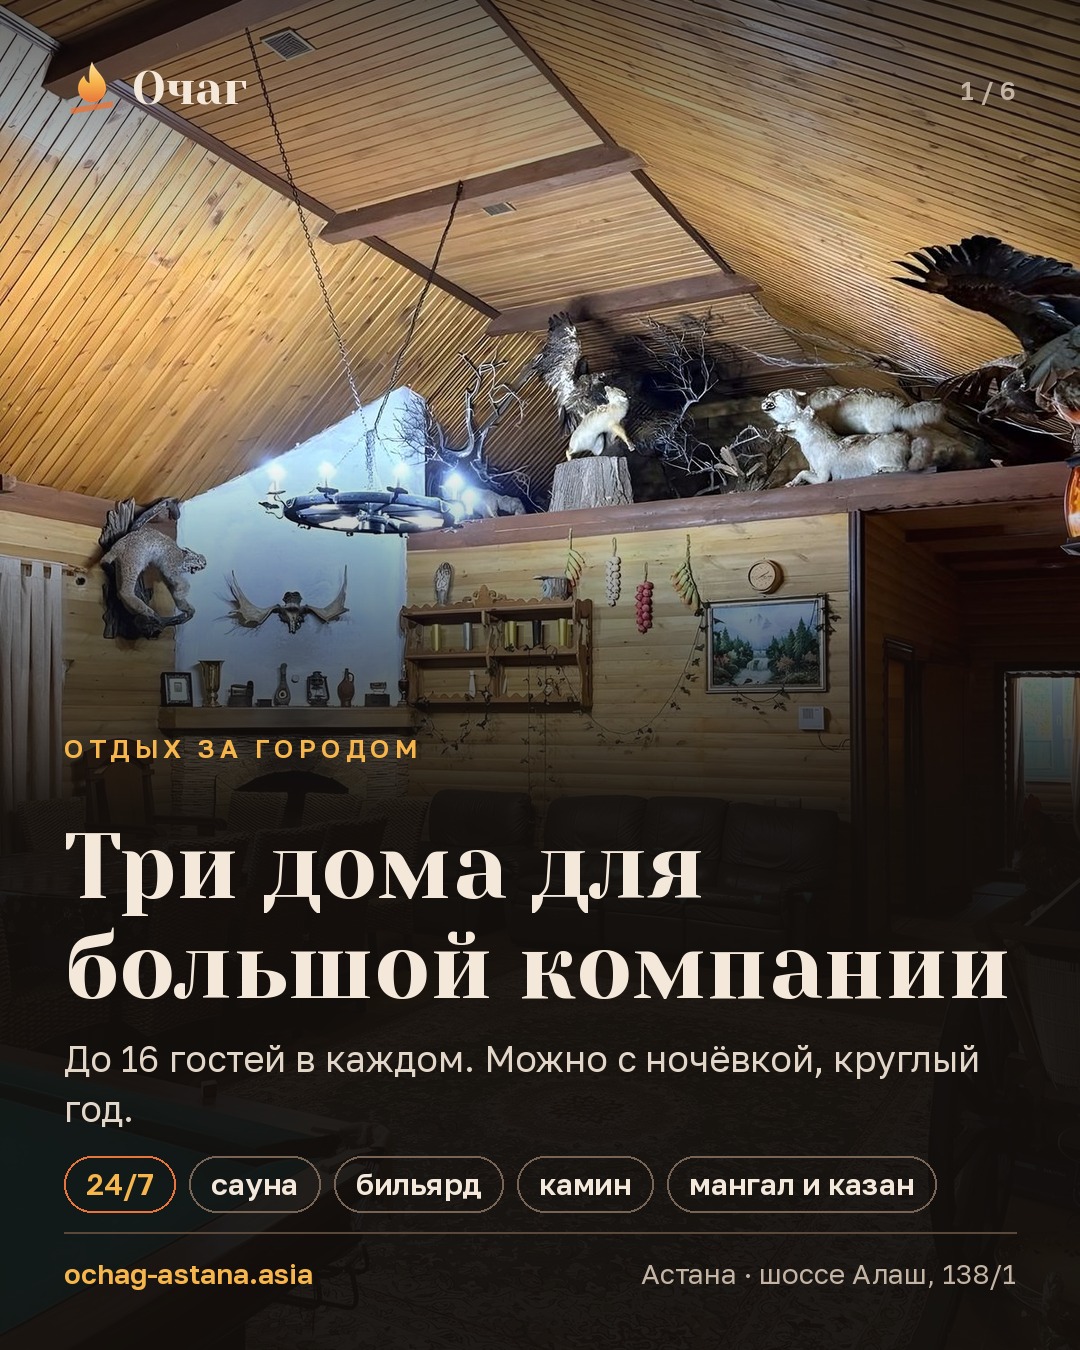 Очаг
1 / 6
ОТДЫХ ЗА ГОРОДОМ
Три дома для
большой компании
До 16 гостей в каждом. Можно с ночёвкой, круглый
год.
24/7 сауна бильярд камин мангал и казан
ochag-astana.asia Астана · шоссе Алаш, 138/1